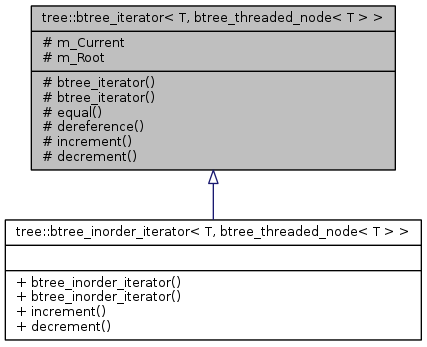 tree::btree_iterator< T, btree_threaded_node< T > >
# m_Current
# m_Root
# btree_iterator()
# btree_iterator()
# equal()
# dereference()
# increment()
# decrement()
tree::btree_inorder_iterator< T, btree_threaded_node< T > >
+ btree_inorder_iterator()
+ btree_inorder_iterator()
+ increment()
+ decrement()